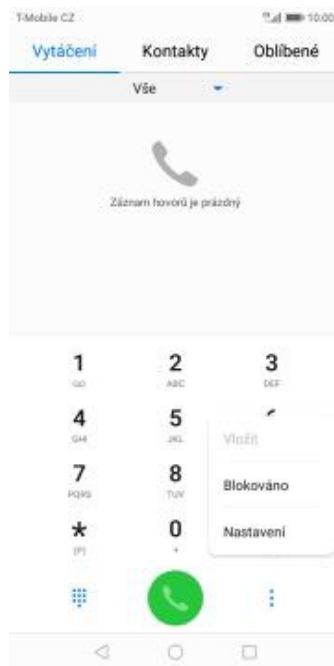 T-Mobile CZ 10:00
Vytáčení Kontakty Oblíbené
Vše
Záznam hovorů je prázdný
1 2 3
ABC DEF
4 5
GHI JKL
Vložit
7 8
PQRS TUV
Blokováno
* 0
(P) +
Nastavení